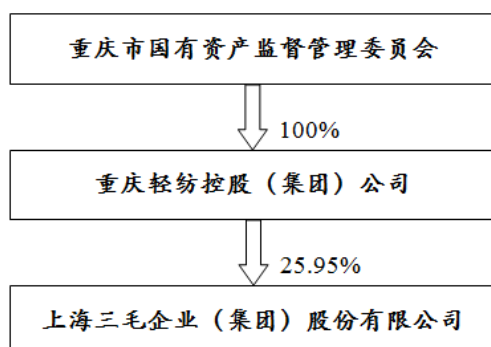 重庆市国有资产监督管理委员会
100%
重庆轻纺控股（集团）公司
25.95%
上海三毛企业（集团）股份有限公司